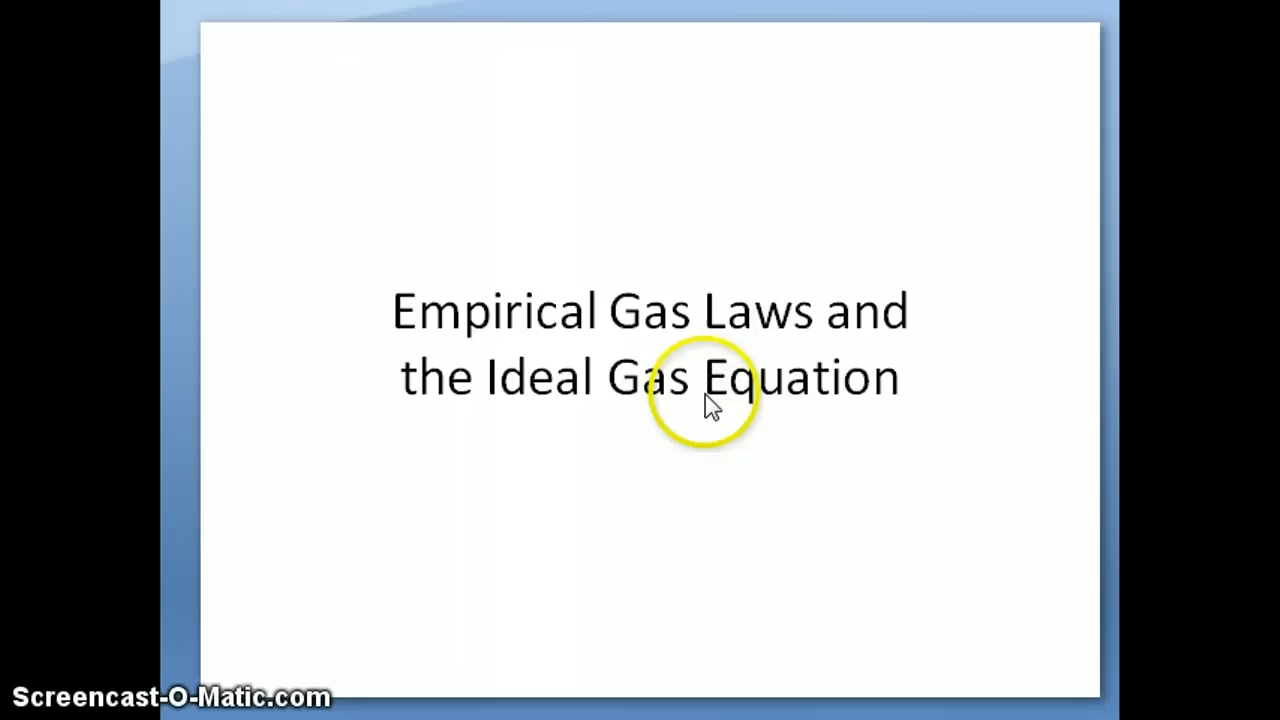 Empirical Gas Laws and
the Ideal Gas Equation
Screencast-O-Matic.com